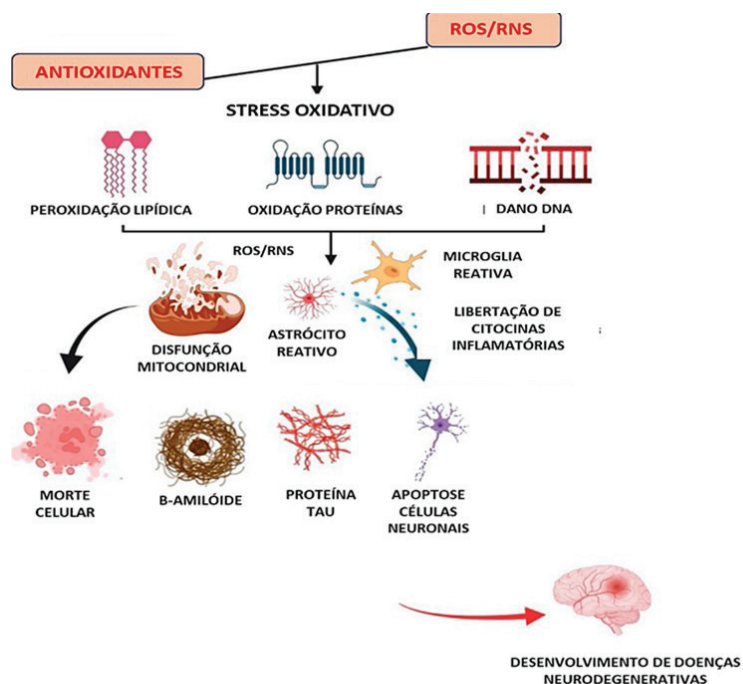 ROS/RNS
ANTIOXIDANTES
STRESS OXIDATIVO
PEROXIDAÇÃO LIPÍDICA
OXIDAÇÃO PROTEÍNAS
DANO DNA
ROS/RNS
MICROGLIA
REATIVA
DISFUNÇÃO
MITOCONDRIAL
ASTRÓCITO
REATIVO
LIBERTAÇÃO DE
CITOCINAS
INFLAMATÓRIAS
MORTE
CELULAR
B-AMILÓIDE
PROTEÍNA
TAU
APOPTOSE
CÉLULAS
NEURONAIS
DESENVOLVIMENTO DE DOENÇAS
NEURODEGENERATIVAS